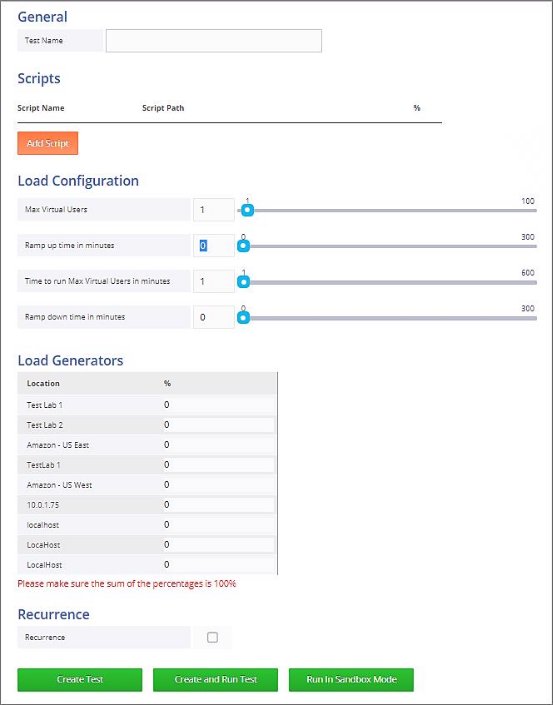 General
Test Name
Scripts
Script Name Script Path %
Add Script
Load Configuration
Max Virtual Users 1 1 100
Ramp up time in minutes 0 0 300
Time to run Max Virtual Users in minutes 1 1 600
Ramp down time in minutes 0 0 300
Load Generators
Location %
Test Lab 1 0
Test Lab 2 0
Amazon - US East 0
TestLab 1 0
Amazon - US West 0
10.0.1.75 0
localhost 0
LocaHost 0
LocalHost 0
Please make sure the sum of the percentages is 100%
Recurrence
Recurrence
Create Test Create and Run Test Run In Sandbox Mode